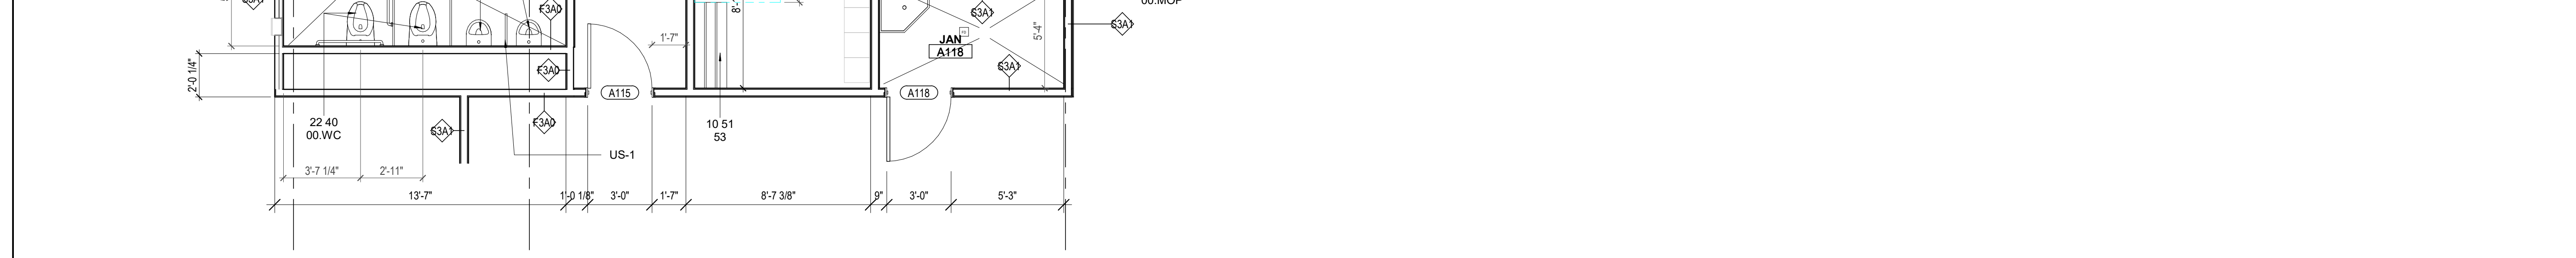 S3A1
F3A0
8'-
S3A1
00.MOP
S3A1
1'-7"
JAN
A118
5'-4"
2'-0 1/4"
F3A0
S3A1
A115
A118
22 40
00.WC
S3A1
F3A0
10 51
53
US-1
3'-7 1/4"
2'-11"
13'-7"
1'-0 1/8"
3'-0"
1'-7"
8'-7 3/8"
9"
3'-0"
5'-3"